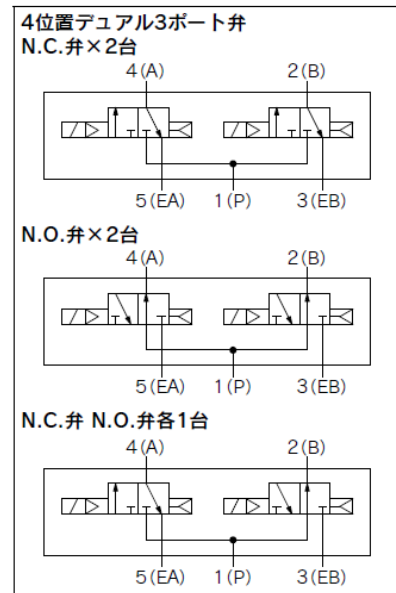 4位置デュアル3ポート弁
N.C.弁×2台
4(A) 2(B)
5(EA) 1(P) 3(EB)
N.O.弁×2台
4(A) 2(B)
5(EA) 1(P) 3(EB)
N.C.弁 N.O.弁各1台
4(A) 2(B)
5(EA) 1(P) 3(EB)